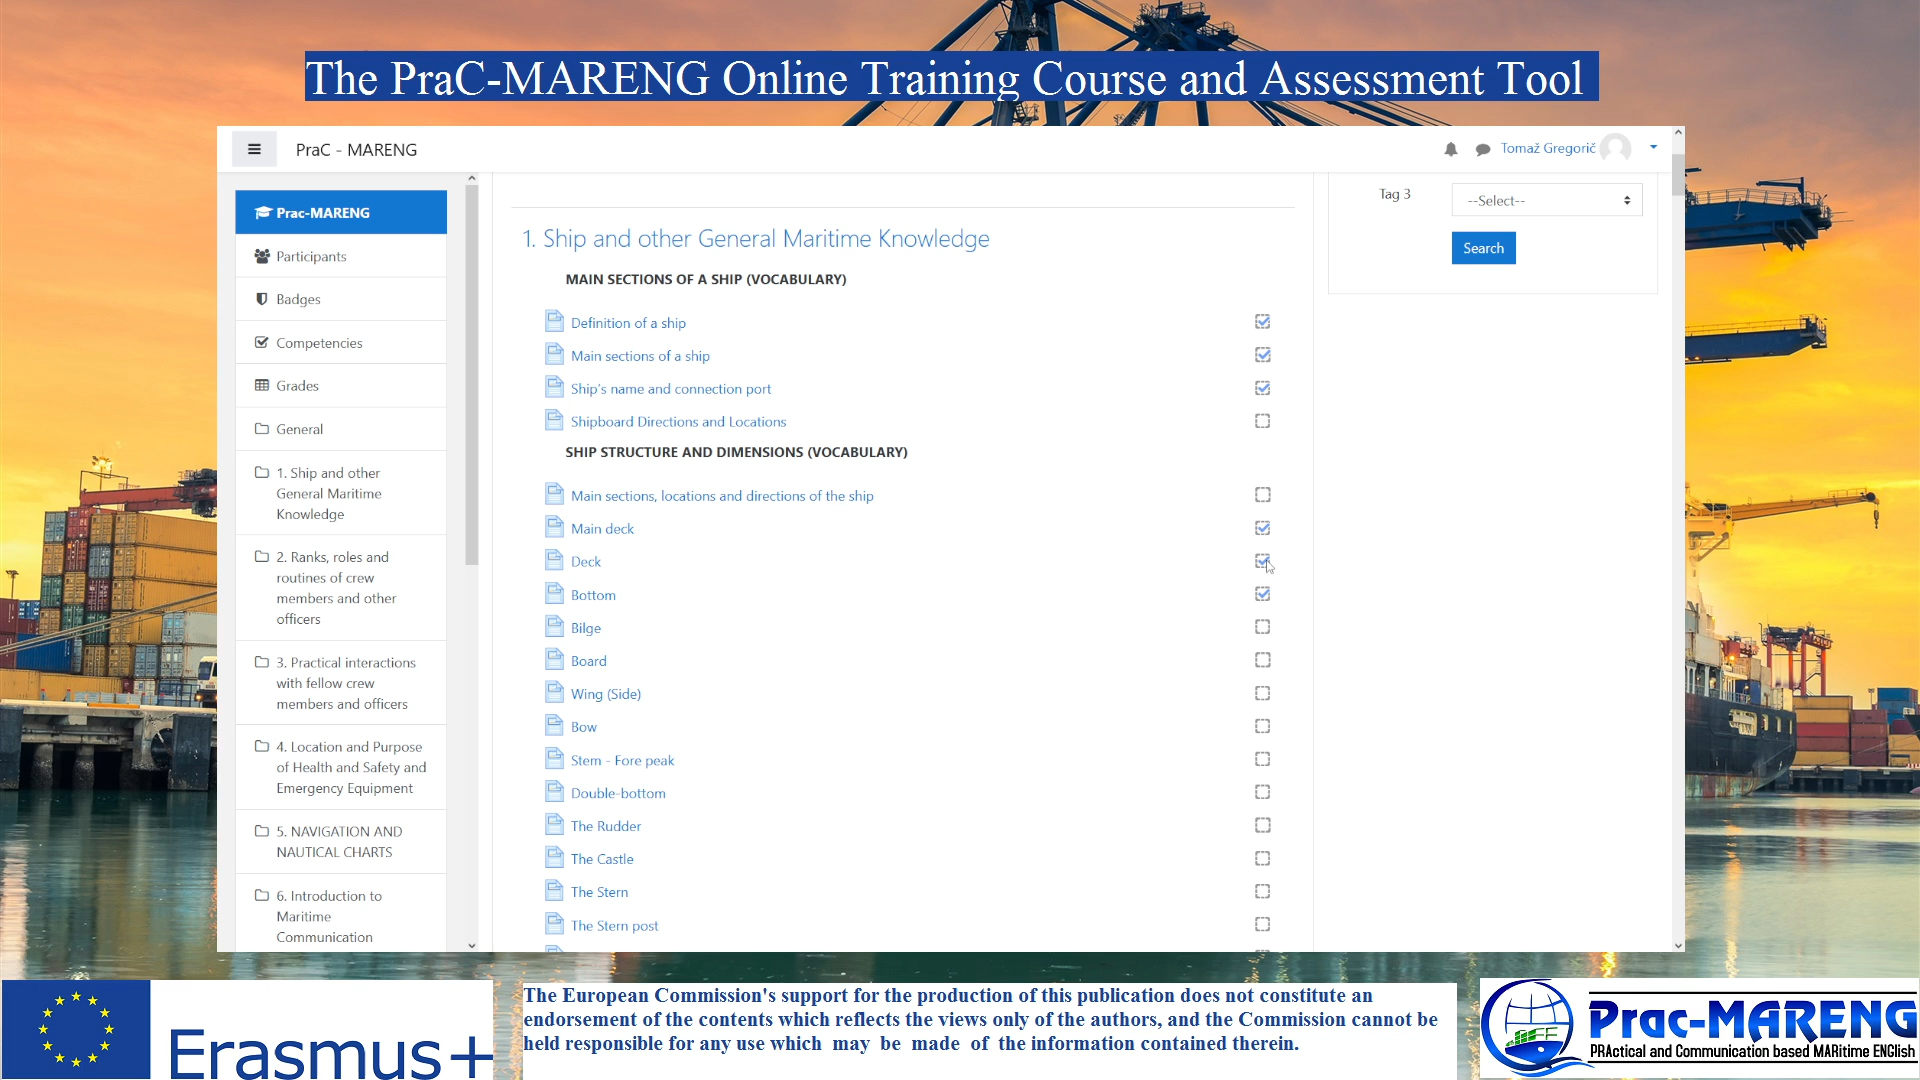 The PraC-MARENG Online Training Course and Assessment Tool
PraC - MARENG
Tomaž Gregorič
Prac-MARENG
Participants
Badges
Competencies
Grades
General
1. Ship and other
General Maritime
Knowledge
2. Ranks, roles and
routines of crew
members and other
officers
3. Practical interactions
with fellow crew
members and officers
4. Location and Purpose
of Health and Safety and
Emergency Equipment
5. NAVIGATION AND
NAUTICAL CHARTS
6. Introduction to
Maritime
Communication
1. Ship and other General Maritime Knowledge
MAIN SECTIONS OF A SHIP (VOCABULARY)
Definition of a ship
Main sections of a ship
Ship's name and connection port
Shipboard Directions and Locations
SHIP STRUCTURE AND DIMENSIONS (VOCABULARY)
Main sections, locations and directions of the ship
Main deck
Deck
Bottom
Bilge
Board
Wing (Side)
Bow
Stem - Fore peak
Double-bottom
The Rudder
The Castle
The Stern
The Stern post
Tag 3
--Select--
Search
Erasmus+
The European Commission's support for the production of this publication does not constitute an
endorsement of the contents which reflects the views only of the authors, and the Commission cannot be
held responsible for any use which may be made of the information contained therein.
Prac-MARENG
PRActical and Communication based MARitime ENGlish